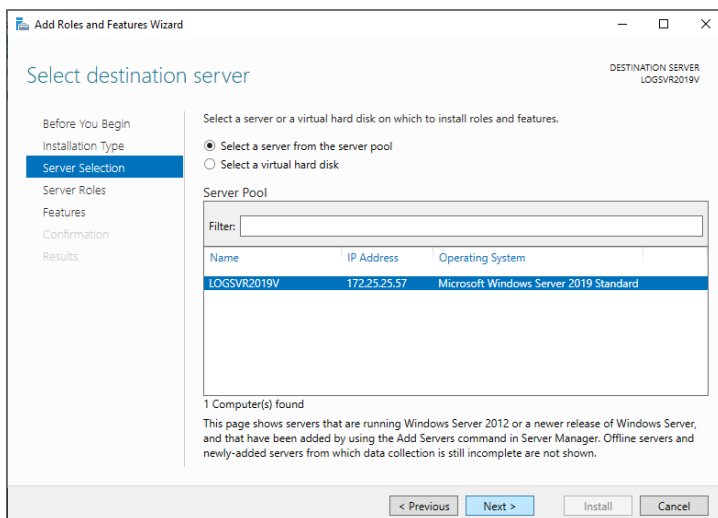 Add Roles and Features Wizard
Select destination server
DESTINATION SERVER
LOGSVR2019V
Before You Begin
Installation Type
Server Selection
Server Roles
Features
Confirmation
Results
Select a server or a virtual hard disk on which to install roles and features.
Select a server from the server pool
Select a virtual hard disk
Server Pool
Filter:
Name IP Address Operating System
LOGSVR2019V 172.25.25.57 Microsoft Windows Server 2019 Standard
1 Computer(s) found
This page shows servers that are running Windows Server 2012 or a newer release of Windows Server,
and that have been added by using the Add Servers command in Server Manager. Offline servers and
newly-added servers from which data collection is still incomplete are not shown.
< Previous Next > Install Cancel